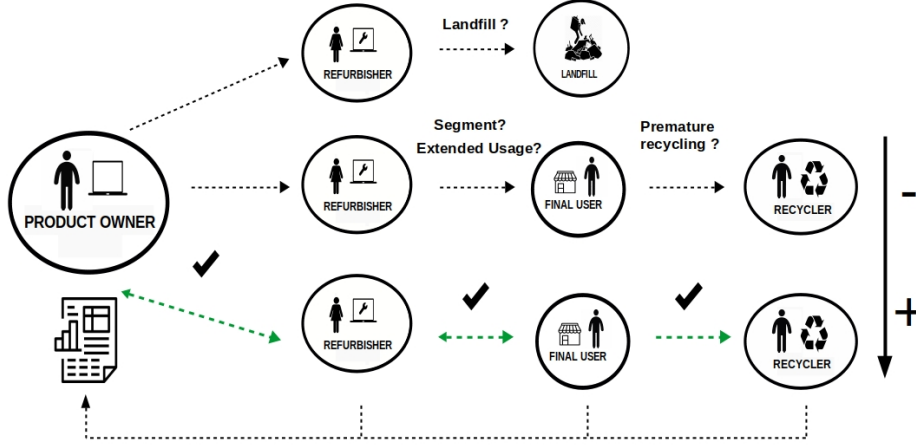 Landfill ?
REFURBISHER
LANDFILL
Segment?
Extended Usage?
Premature
recycling ?
PRODUCT OWNER
REFURBISHER
FINAL USER
RECYCLER
-
+
REFURBISHER
FINAL USER
RECYCLER